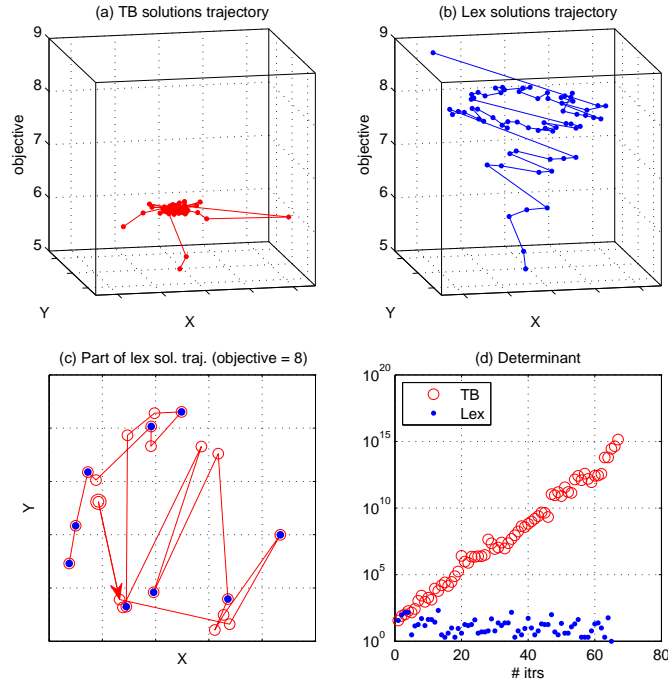 (a) TB solutions trajectory
9
8
7
6
5
objective
Y
X
(b) Lex solutions trajectory
9
8
7
6
5
objective
Y
X
(c) Part of lex sol. traj. (objective = 8)
Y
X
(d) Determinant
10^20
10^15
10^10
10^5
10^0
TB
Lex
0 20 40 60 80
# itrs